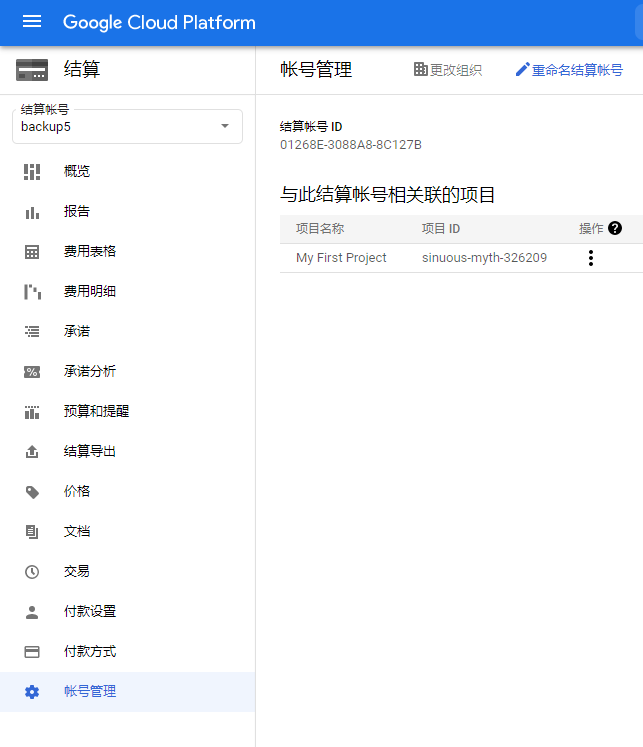 Google Cloud Platform
结算
帐号管理
更改组织
重命名结算帐号
结算帐号
backup5
结算帐号 ID
01268E-3088A8-8C127B
与此结算帐号相关联的项目
项目名称 项目 ID 操作 ?
My First Project sinuous-myth-326209
概览
报告
费用表格
费用明细
承诺
承诺分析
预算和提醒
结算导出
价格
文档
交易
付款设置
付款方式
帐号管理